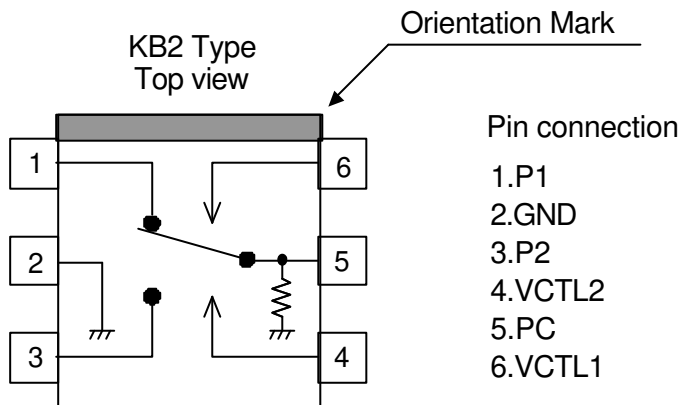 Orientation Mark
KB2 Type
Top view
1
2
3
6
5
4
Pin connection
1.P1
2.GND
3.P2
4.VCTL2
5.PC
6.VCTL1